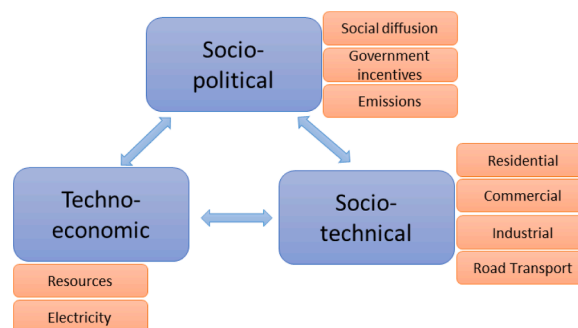 Socio-
political
Social diffusion
Government
incentives
Emissions
Techno-
economic
Resources
Electricity
Socio-
technical
Residential
Commercial
Industrial
Road Transport